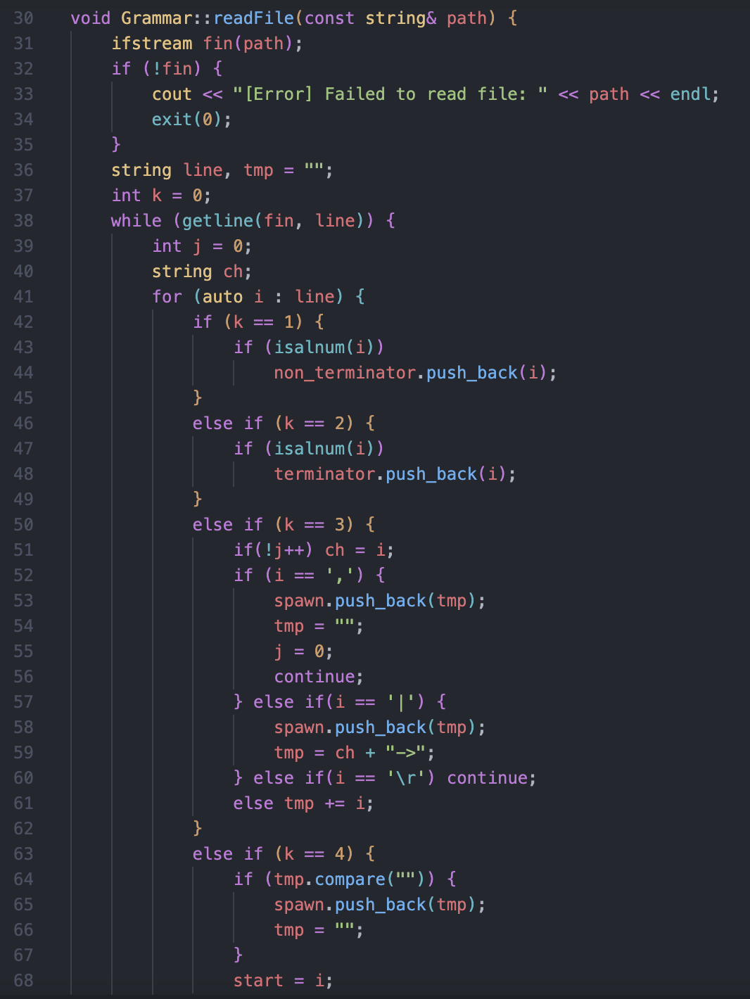 30 void Grammar::readFile(const string& path) {
31     ifstream fin(path);
32     if (!fin) {
33         cout << "[Error] Failed to read file: " << path << endl;
34         exit(0);
35     }
36     string line, tmp = "";
37     int k = 0;
38     while (getline(fin, line)) {
39         int j = 0;
40         string ch;
41         for (auto i : line) {
42             if (k == 1) {
43                 if (isalnum(i))
44                     non_terminator.push_back(i);
45             }
46             else if (k == 2) {
47                 if (isalnum(i))
48                     terminator.push_back(i);
49             }
50             else if (k == 3) {
51                 if(!j++) ch = i;
52                 if (i == ',') {
53                     spawn.push_back(tmp);
54                     tmp = "";
55                     j = 0;
56                     continue;
57                 } else if(i == '|') {
58                     spawn.push_back(tmp);
59                     tmp = ch + "->";
60                 } else if(i == '\r') continue;
61                 else tmp += i;
62             }
63             else if (k == 4) {
64                 if (tmp.compare("")) {
65                     spawn.push_back(tmp);
66                     tmp = "";
67                 }
68                 start = i;